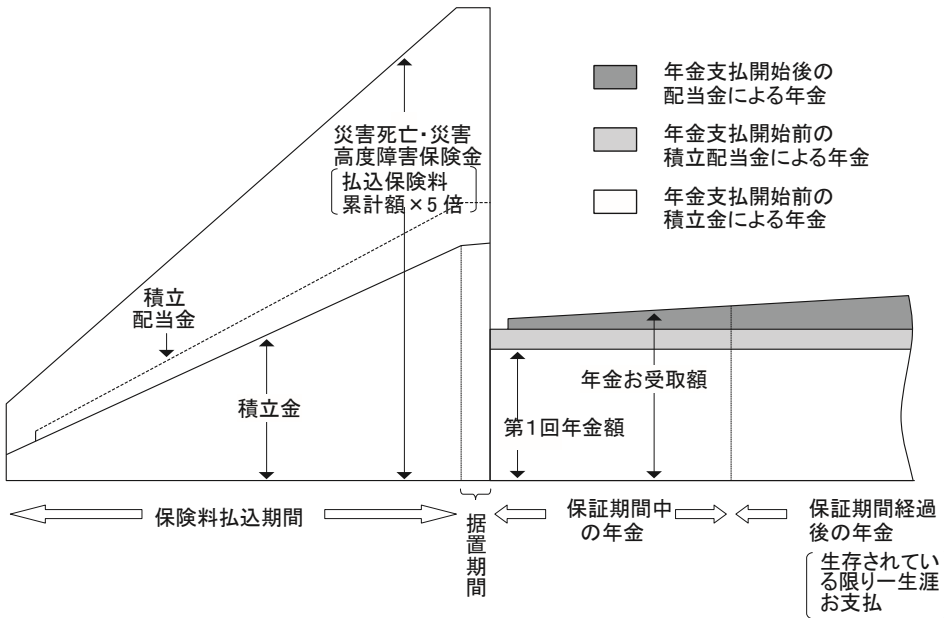 年金支払開始後の
配当金による年金
年金支払開始前の
積立配当金による年金
年金支払開始前の
積立金による年金
災害死亡・災害
高度障害保険金
払込保険料
累計額×5倍
積立
配当金
積立金
年金お受取額
第1回年金額
保険料払込期間
据置期間
保証期間中
の年金
保証期間経過
後の年金
生存されてい
る限り一生涯
お支払